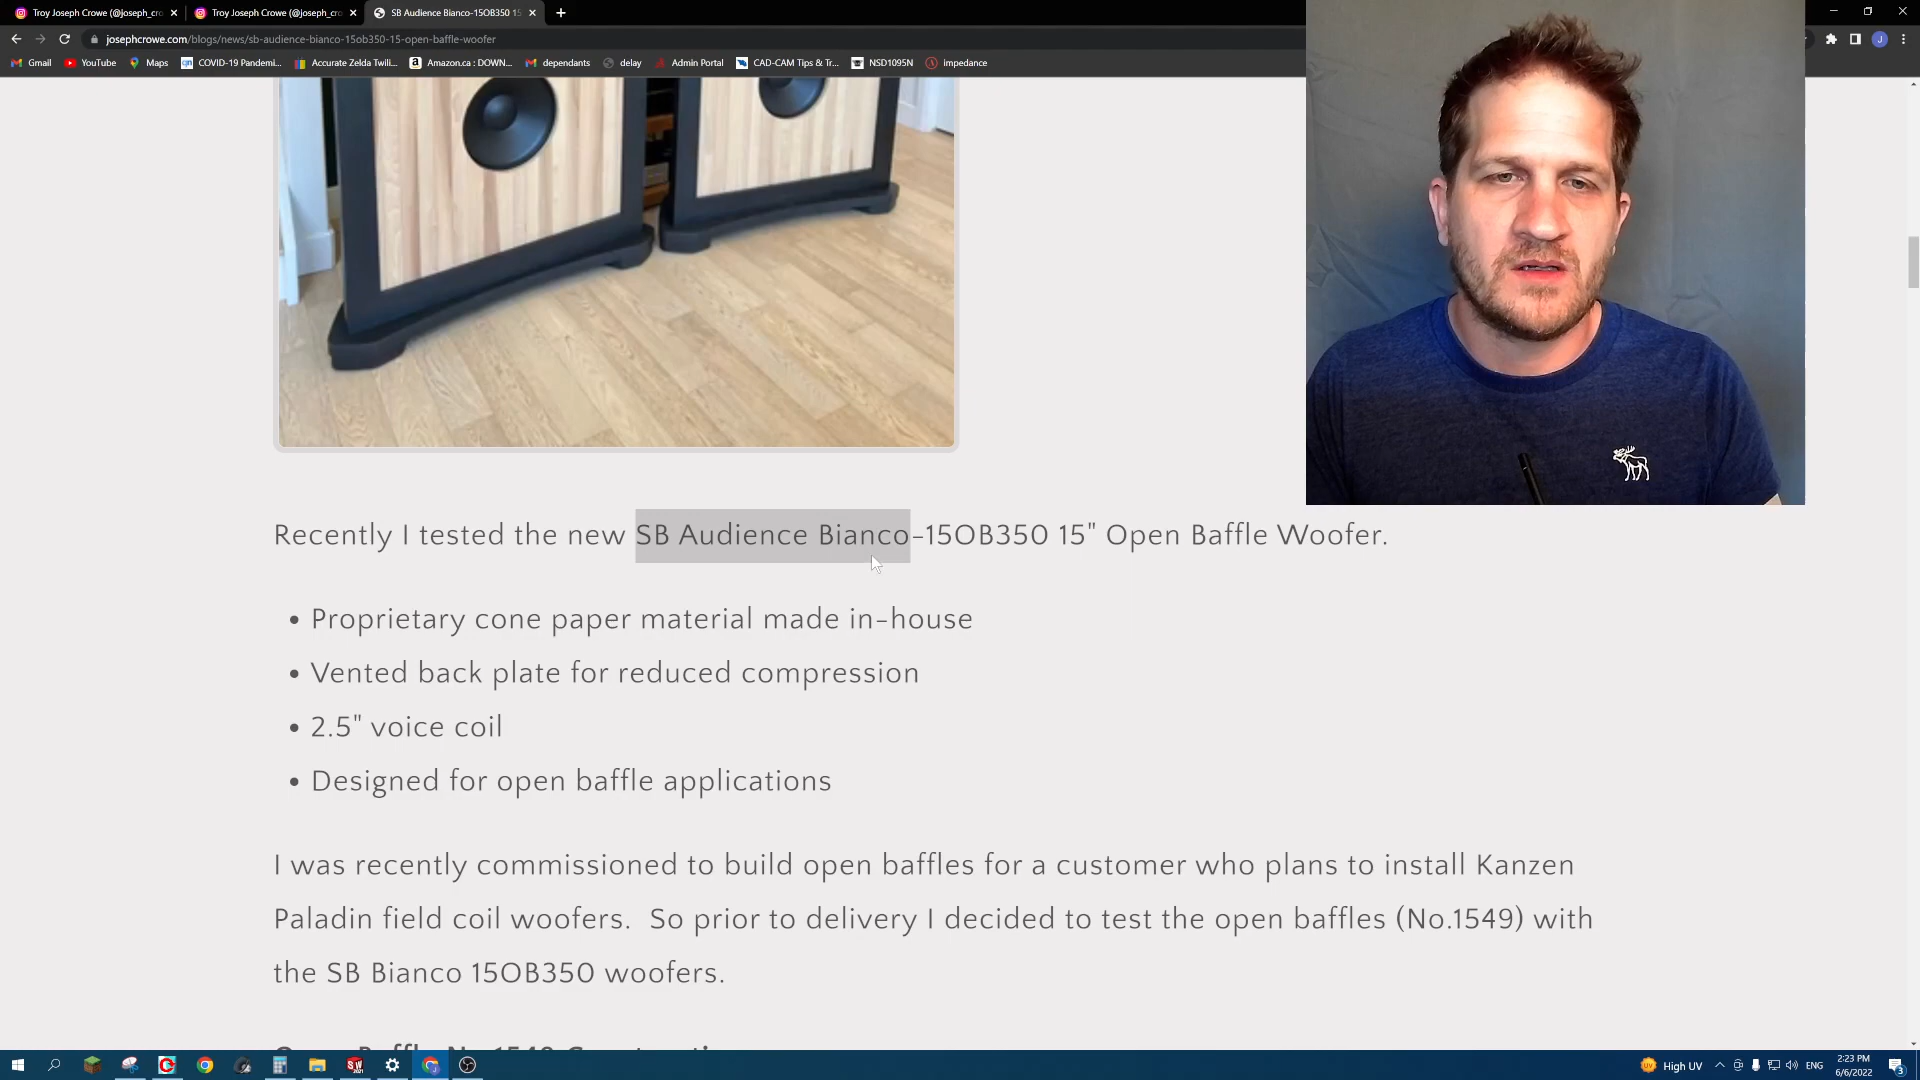 Troy Joseph Crowe (@joseph_cro
Troy Joseph Crowe (@joseph_cro
SB Audience Bianco-15OB350 15
josephcrowe.com/blogs/news/sb-audience-bianco-15ob350-15-open-baffle-woofer
Gmail
YouTube
Maps
COVID-19 Pandemi...
Accurate Zelda Twili...
Amazon.ca : DOWN...
dependants
delay
Admin Portal
CAD-CAM Tips & Tr...
NSD1095N
impedance
Recently I tested the new SB Audience Bianco-15OB350 15" Open Baffle Woofer.
• Proprietary cone paper material made in-house
• Vented back plate for reduced compression
• 2.5" voice coil
• Designed for open baffle applications
I was recently commissioned to build open baffles for a customer who plans to install Kanzen
Paladin field coil woofers. So prior to delivery I decided to test the open baffles (No.1549) with
the SB Bianco 15OB350 woofers.
High UV
ENG
2:23 PM
6/6/2022